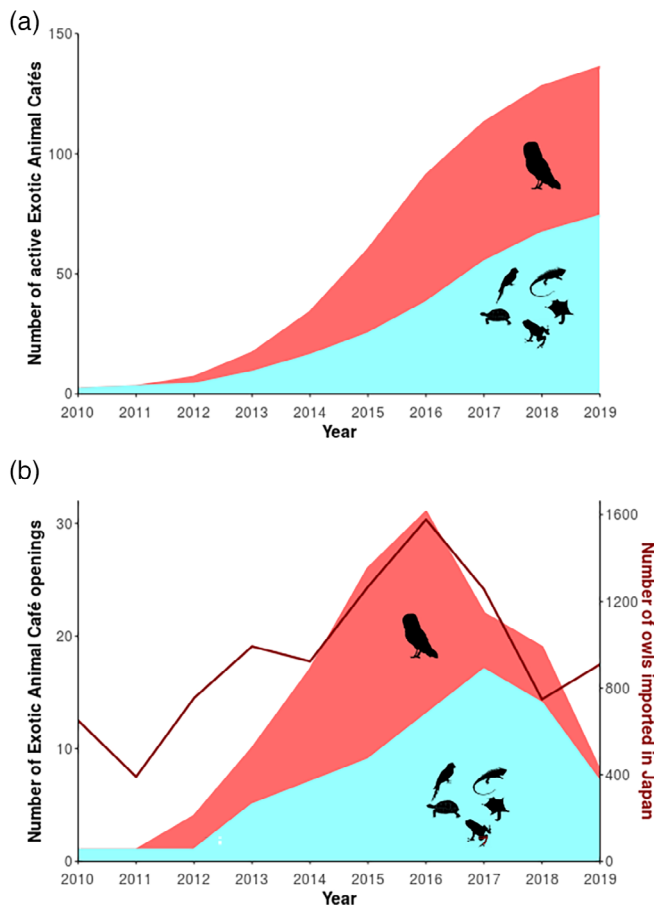 (a)
Number of active Exotic Animal Cafés
150
100
50
0
2010 2011 2012 2013 2014 2015 2016 2017 2018 2019
Year
(b)
Number of Exotic Animal Café openings
30
20
10
0
Number of owls imported in Japan
1600
1200
800
400
0
2010 2011 2012 2013 2014 2015 2016 2017 2018 2019
Year